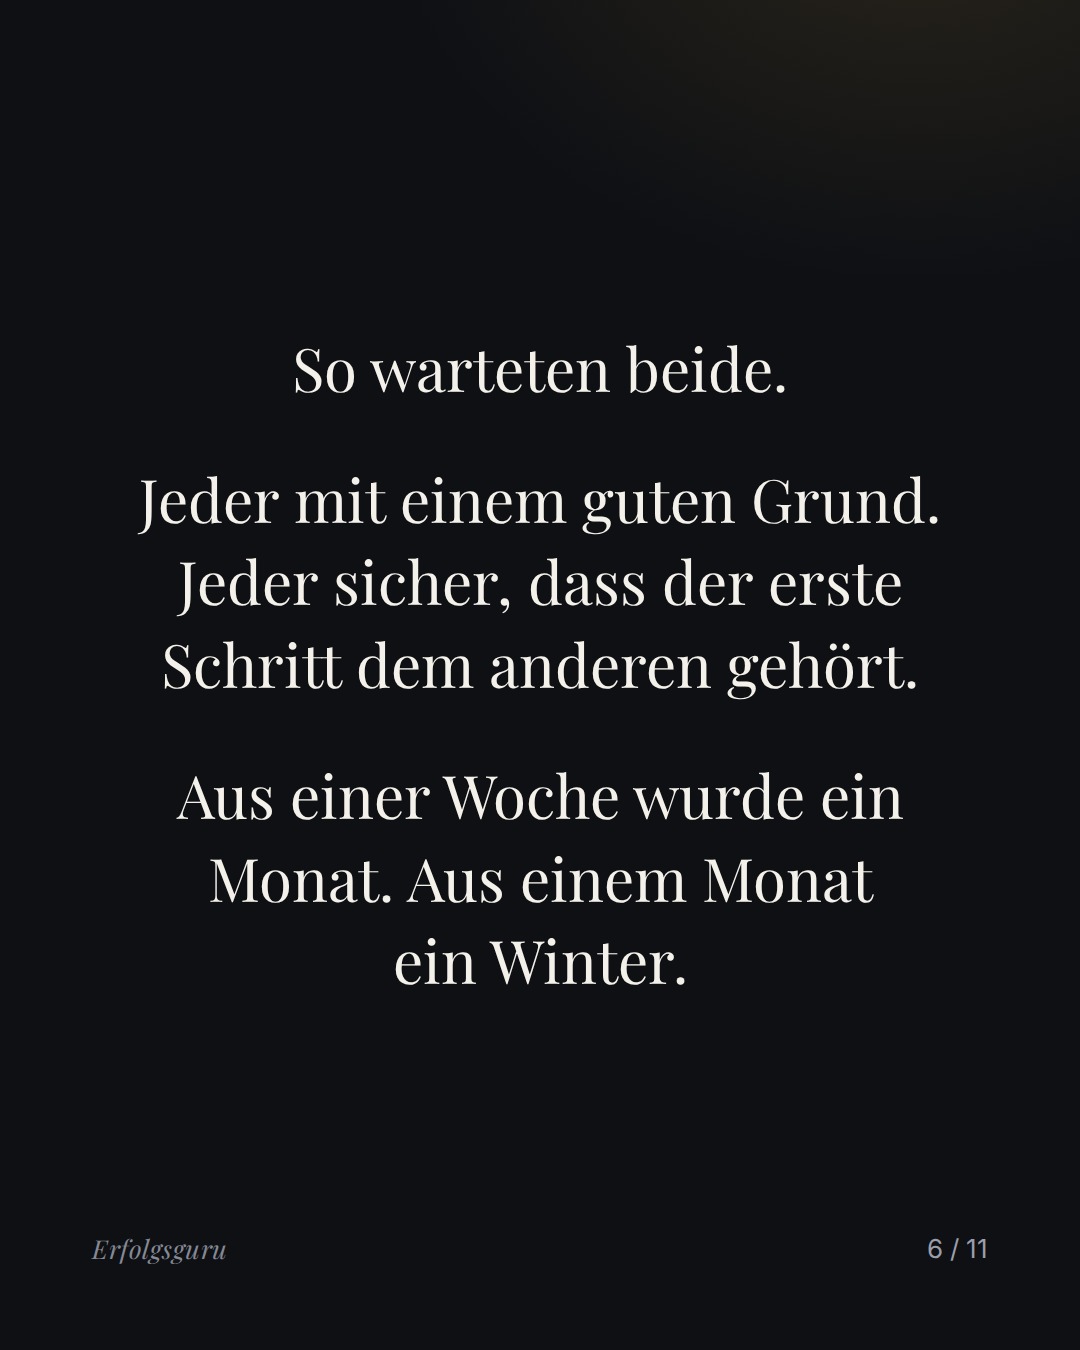 So warteten beide.
Jeder mit einem guten Grund.
Jeder sicher, dass der erste
Schritt dem anderen gehört.
Aus einer Woche wurde ein
Monat. Aus einem Monat
ein Winter.
Erfolgsguru
6 / 11